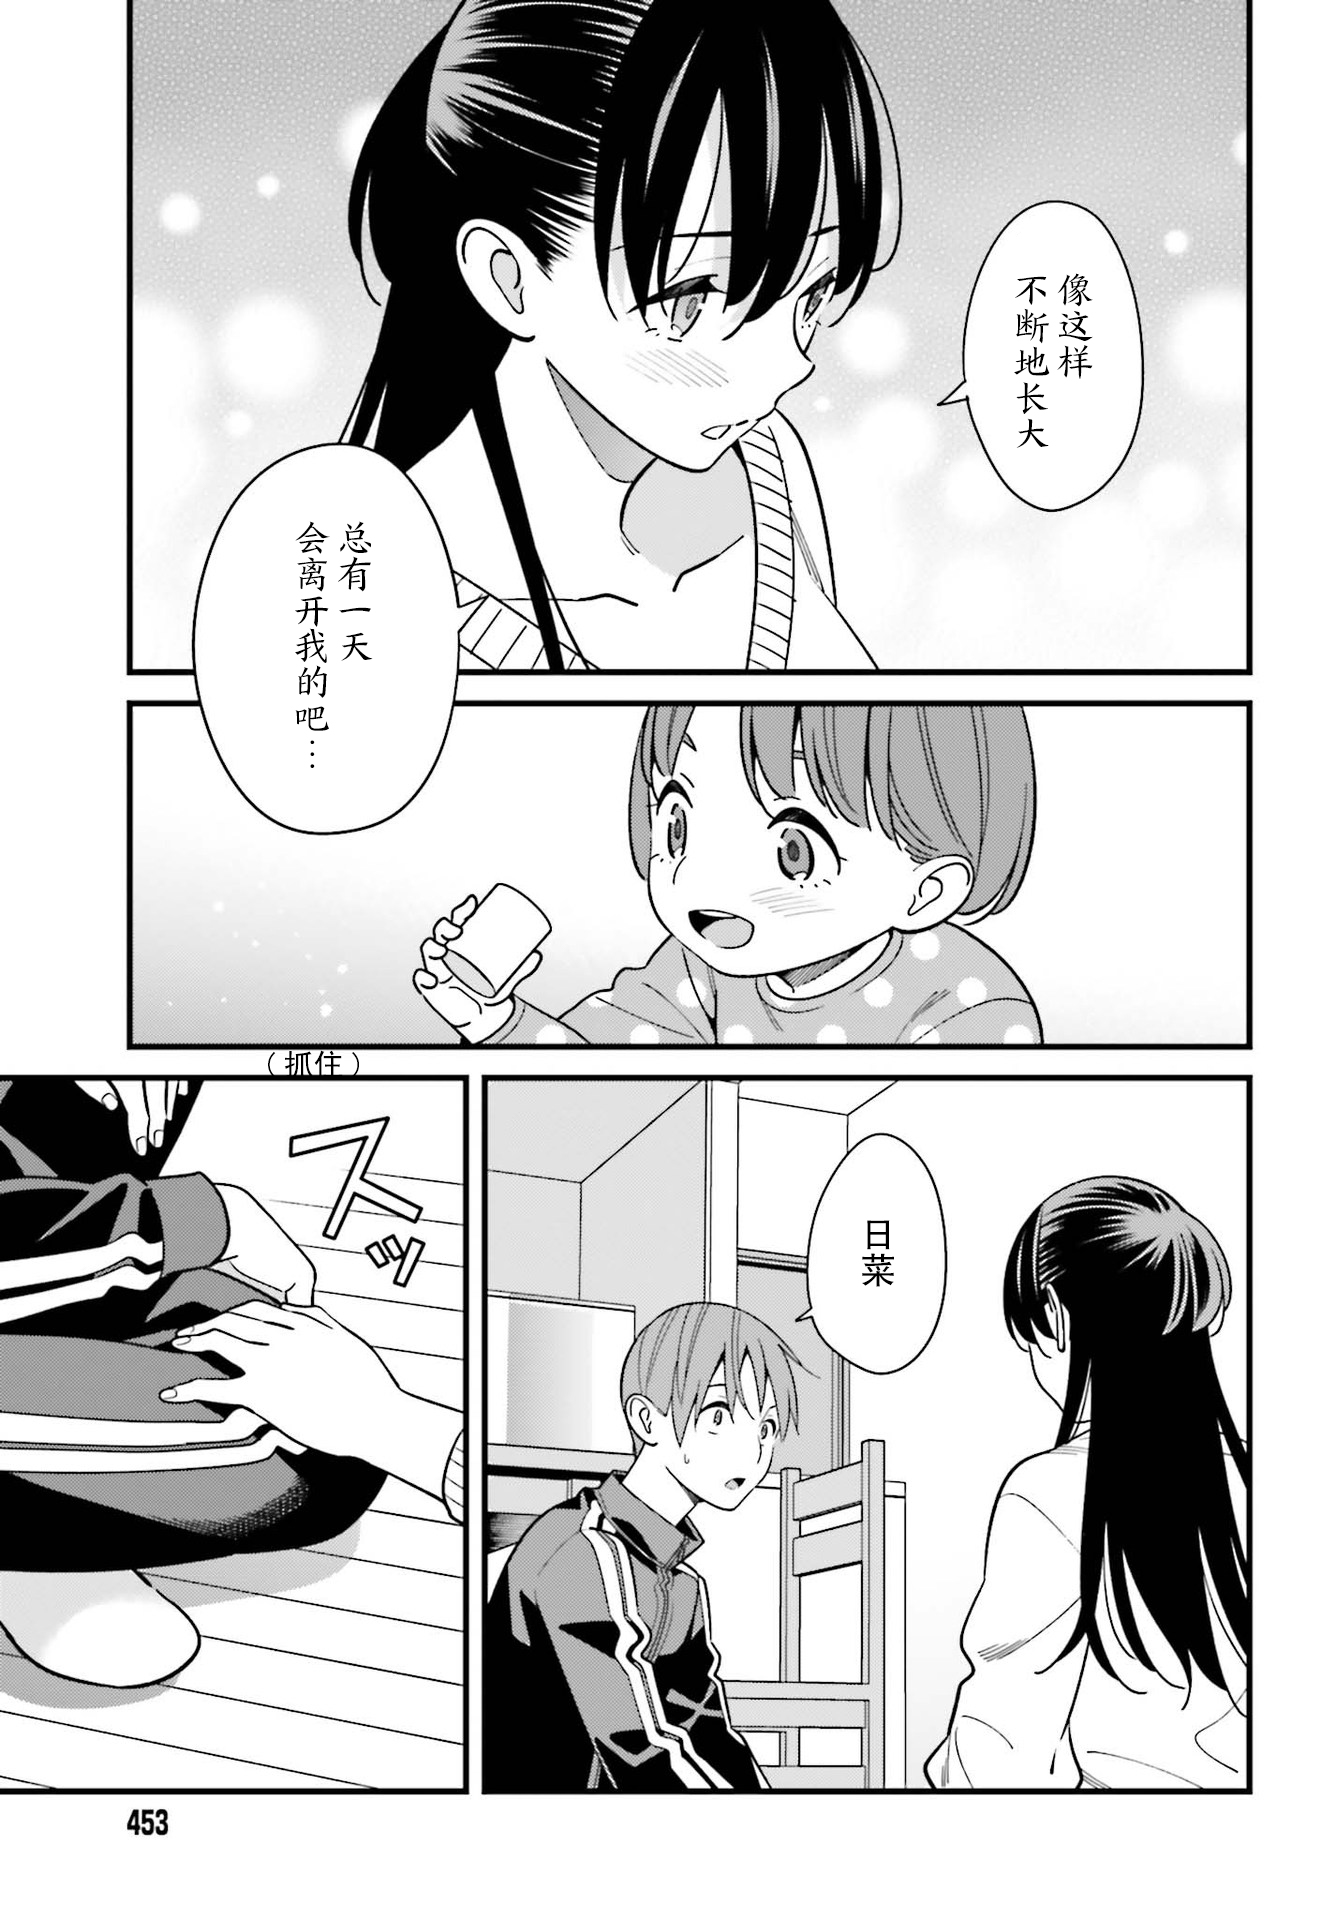 像这样
不断地长大
总有一天
会离开我的吧…
日菜
（抓住）
スッ
453